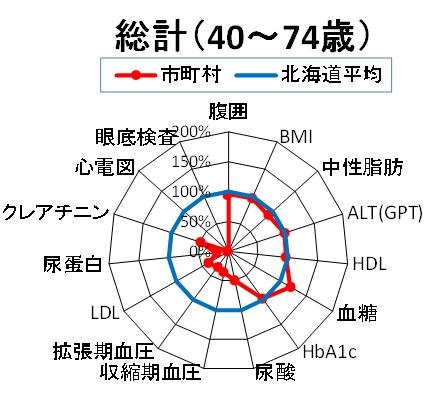 総計（40～74歳）
市町村 北海道平均
腹囲
BMI
中性脂肪
ALT(GPT)
HDL
血糖
HbA1c
尿酸
収縮期血圧
拡張期血圧
LDL
尿蛋白
クレアチニン
心電図
眼底検査
200%
150%
100%
50%
0%